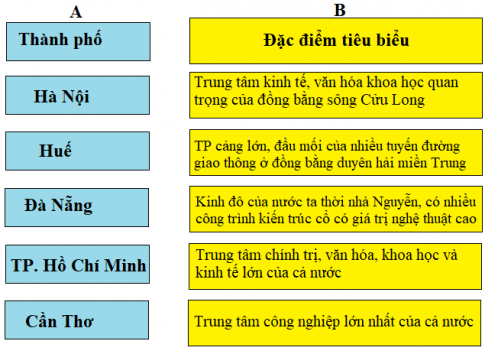 A B
Thành phố Đặc điểm tiêu biểu
Hà Nội
Trung tâm kinh tế, văn hóa khoa học quan
trọng của đồng bằng sông Cửu Long
Huế
TP cảng lớn, đầu mối của nhiều tuyến đường
giao thông ở đồng bằng duyên hải miền Trung
Đà Nẵng
Kinh đô của nước ta thời nhà Nguyễn, có nhiều
công trình kiến trúc cổ có giá trị nghệ thuật cao
TP. Hồ Chí Minh
Trung tâm chính trị, văn hóa, khoa học và
kinh tế lớn của cả nước
Cần Thơ
Trung tâm công nghiệp lớn nhất của cả nước